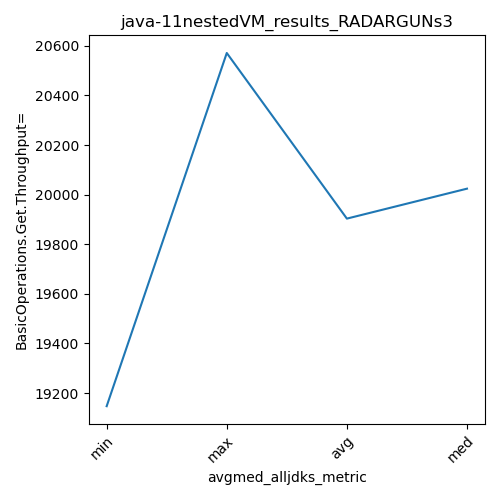 java-11nestedVM_results_RADARGUNs3
BasicOperations.Get.Throughput=
20600
20400
20200
20000
19800
19600
19400
19200
min
max
avg
med
avgmed_alljdks_metric